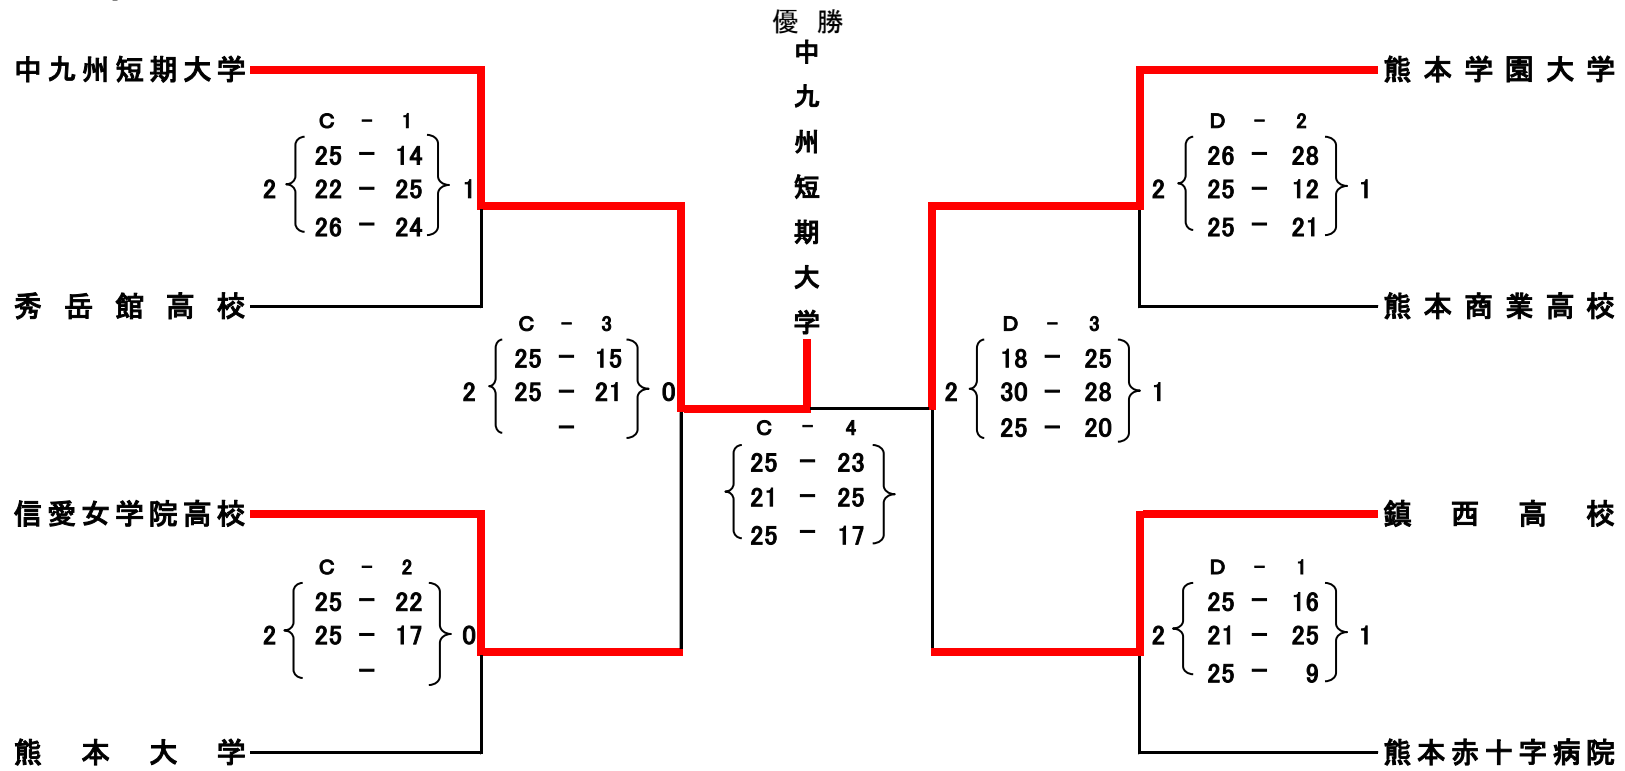 優勝
中九州短期大学
中九州短期大学
C - 1
25 - 14
2 22 - 25 1
26 - 24
秀岳館高校
C - 3
25 - 15
2 25 - 21 0
-
信愛女学院高校
C - 2
25 - 22
2 25 - 17 0
-
熊本大学
C - 4
25 - 23
21 - 25
25 - 17
熊本学園大学
D - 2
26 - 28
2 25 - 12 1
25 - 21
熊本商業高校
D - 3
18 - 25
2 30 - 28 1
25 - 20
鎮西高校
D - 1
25 - 16
2 21 - 25 1
25 - 9
熊本赤十字病院